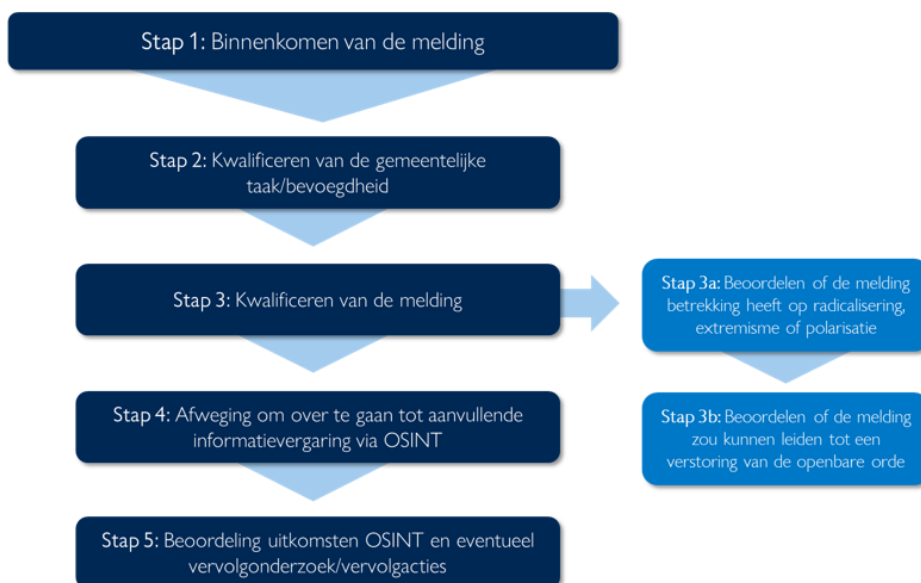 Stap 1: Binnenkomen van de melding
Stap 2: Kwalificeren van de gemeentelijke
taak/bevoegdheid
Stap 3: Kwalificeren van de melding
Stap 3a: Beoordelen of de melding
betrekking heeft op radicalisering,
extremisme of polarisatie
Stap 4: Afweging om over te gaan tot aanvullende
informatievergaring via OSINT
Stap 3b: Beoordelen of de melding
zou kunnen leiden tot een
verstoring van de openbare orde
Stap 5: Beoordeling uitkomsten OSINT en eventueel
vervolgonderzoek/vervolgacties